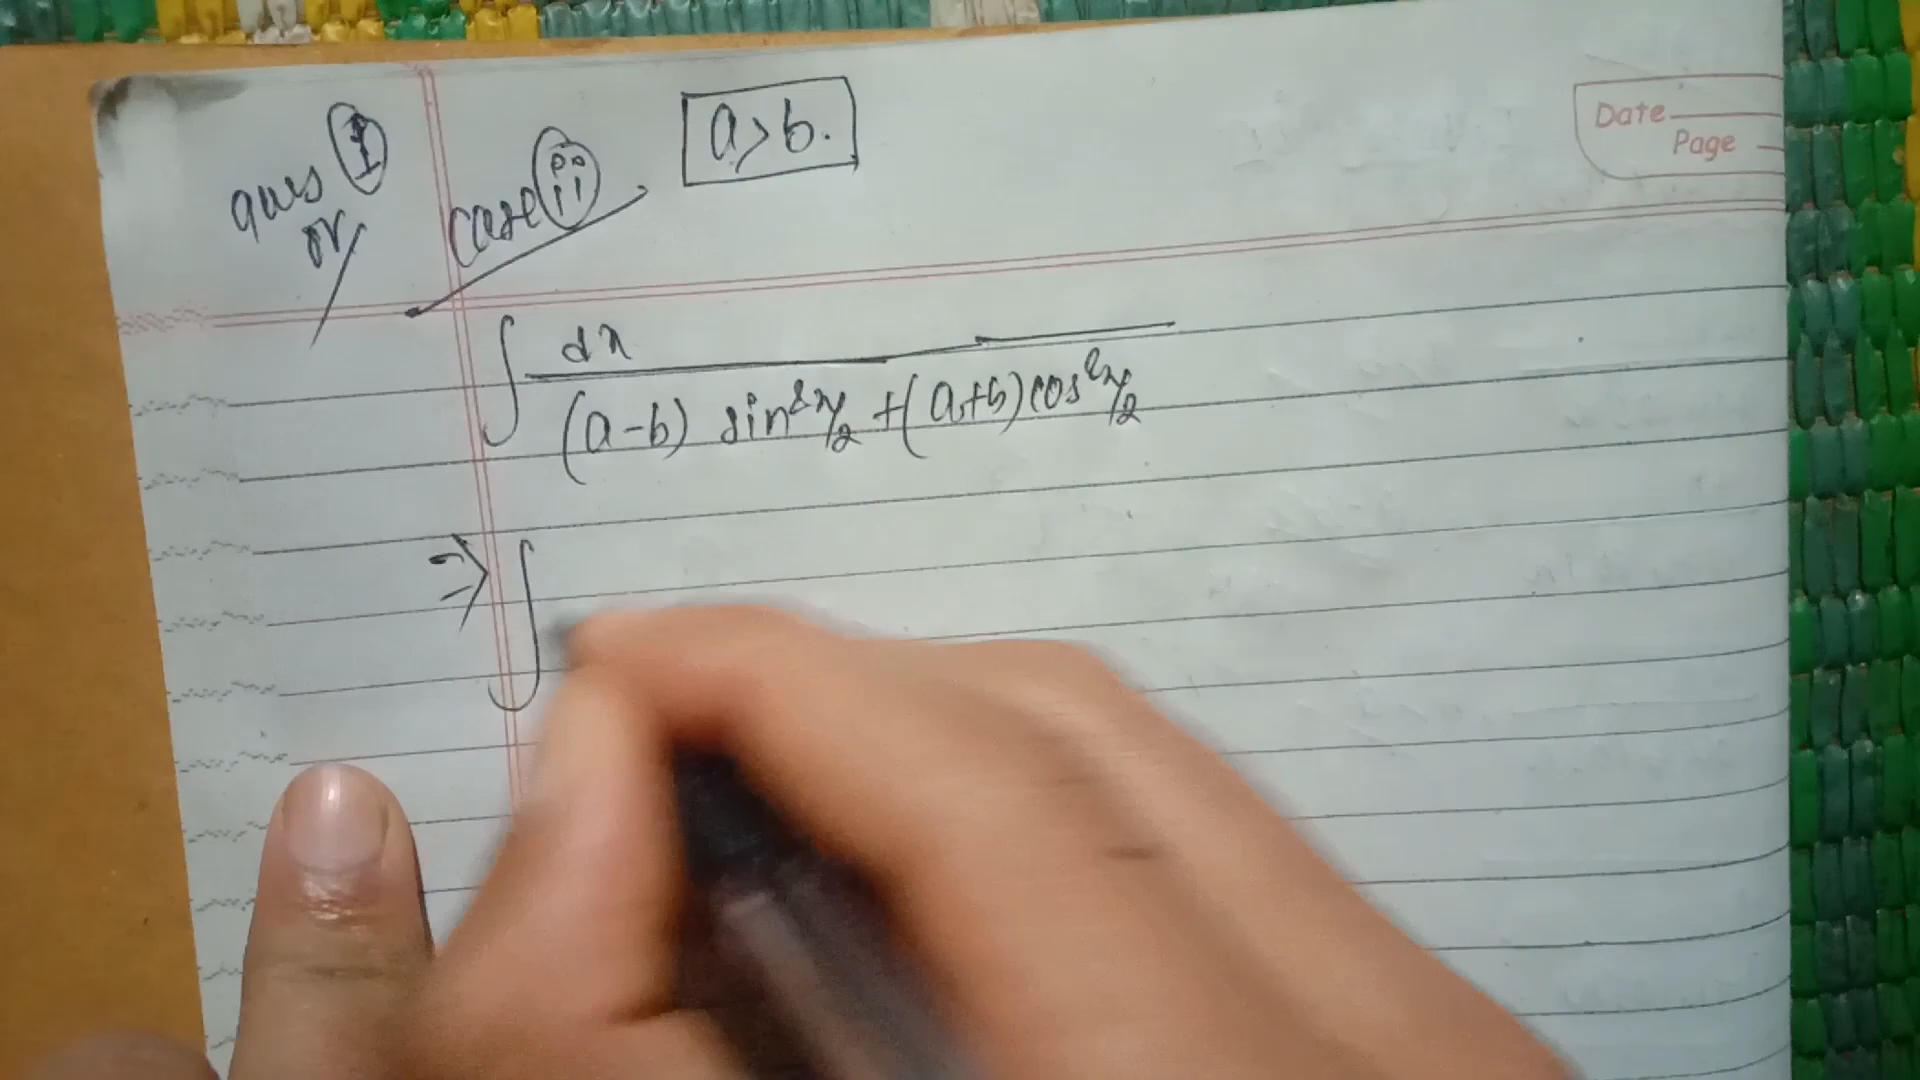 ques I case ii a>b.
or
Date
Page
∫ dx / (a-b) sin²x/2 + (a+b) cos²x/2
⇒ ∫